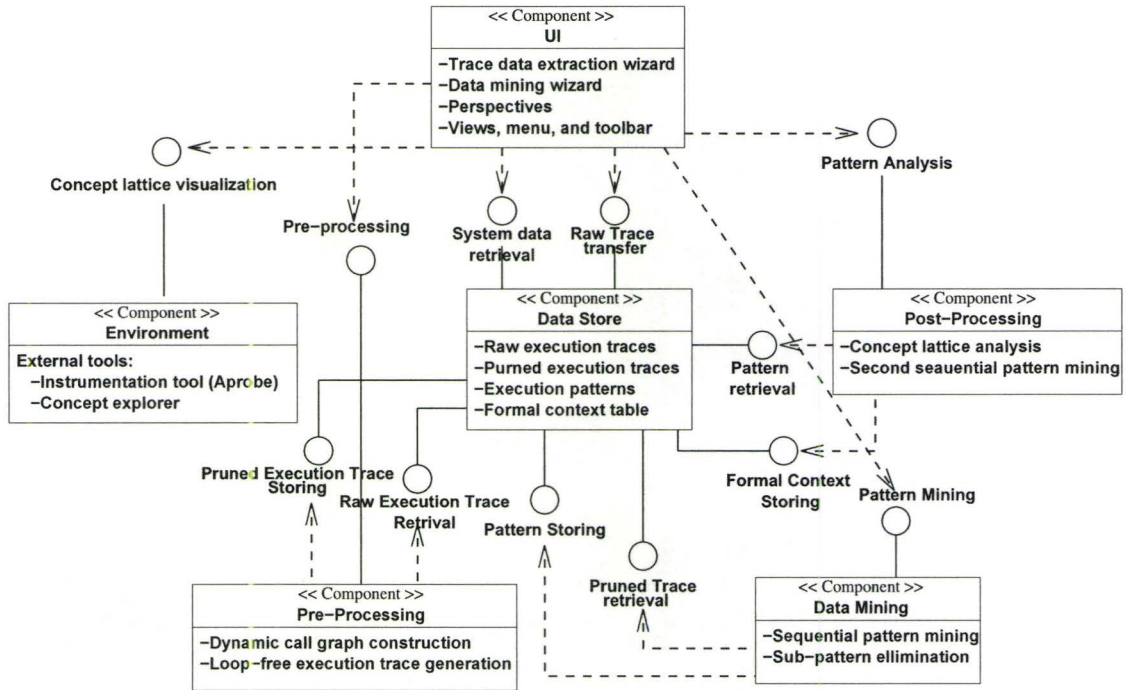 << Component >>
UI
−Trace data extraction wizard
−Data mining wizard
−Perspectives
−Views, menu, and toolbar
Concept lattice visualization
Pre−processing
System data
retrieval
Raw Trace
transfer
Pattern Analysis
<< Component >>
Environment
External tools:
−Instrumentation tool (Aprobe)
−Concept explorer
<< Component >>
Data Store
−Raw execution traces
−Purned execution traces
−Execution patterns
−Formal context table
Pattern
retrieval
<< Component >>
Post−Processing
−Concept lattice analysis
−Second seauential pattern mining
Pruned Execution Trace
Storing
Raw Execution Trace
Retrival
Pattern Storing
Pruned Trace
retrieval
Formal Context
Storing
Pattern Mining
<< Component >>
Pre−Processing
−Dynamic call graph construction
−Loop−free execution trace generation
<< Component >>
Data Mining
−Sequential pattern mining
−Sub−pattern ellimination